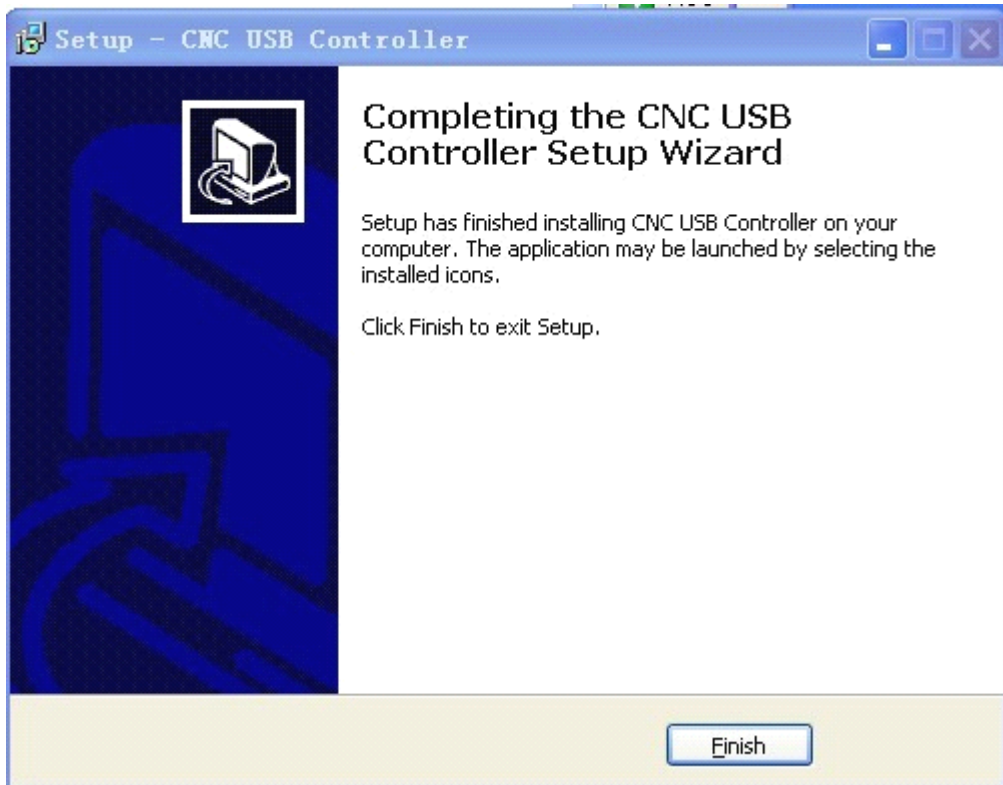 Setup - CNC USB Controller
Completing the CNC USB
Controller Setup Wizard
Setup has finished installing CNC USB Controller on your
computer. The application may be launched by selecting the
installed icons.
Click Finish to exit Setup.
Finish